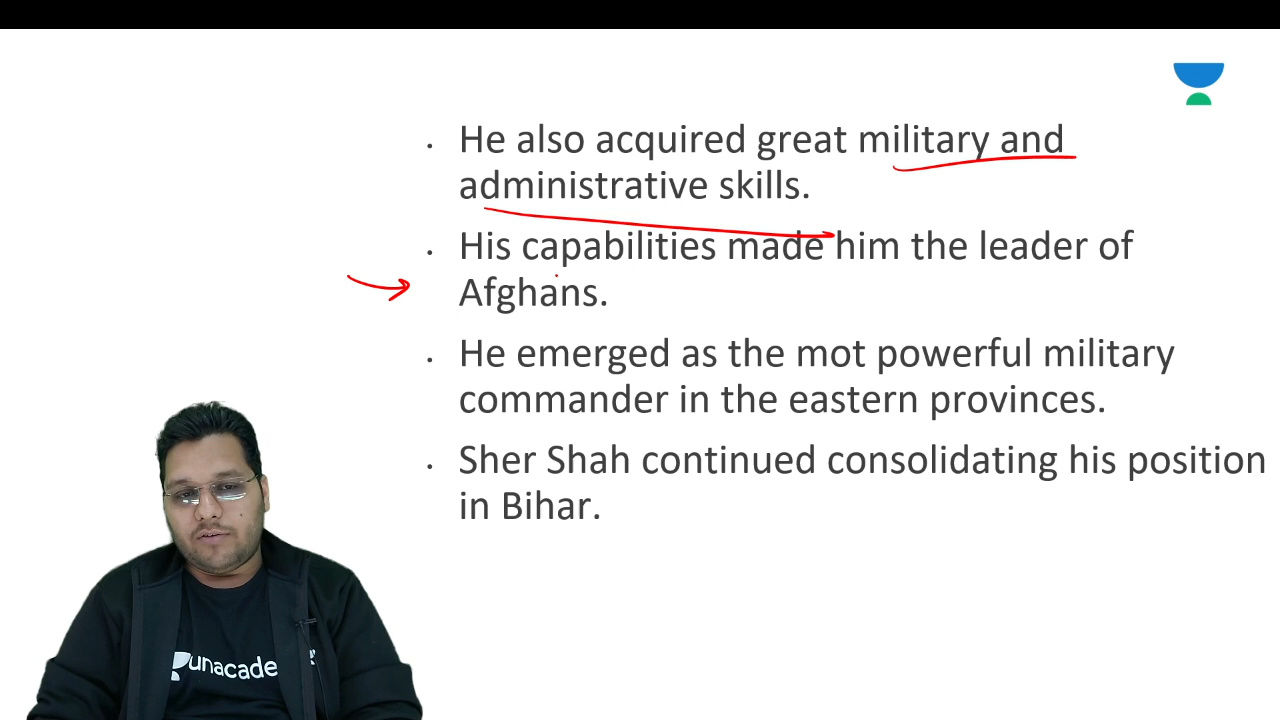 • He also acquired great military and
administrative skills.
• His capabilities made him the leader of
Afghans.
• He emerged as the mot powerful military
commander in the eastern provinces.
• Sher Shah continued consolidating his position
in Bihar.
unacade